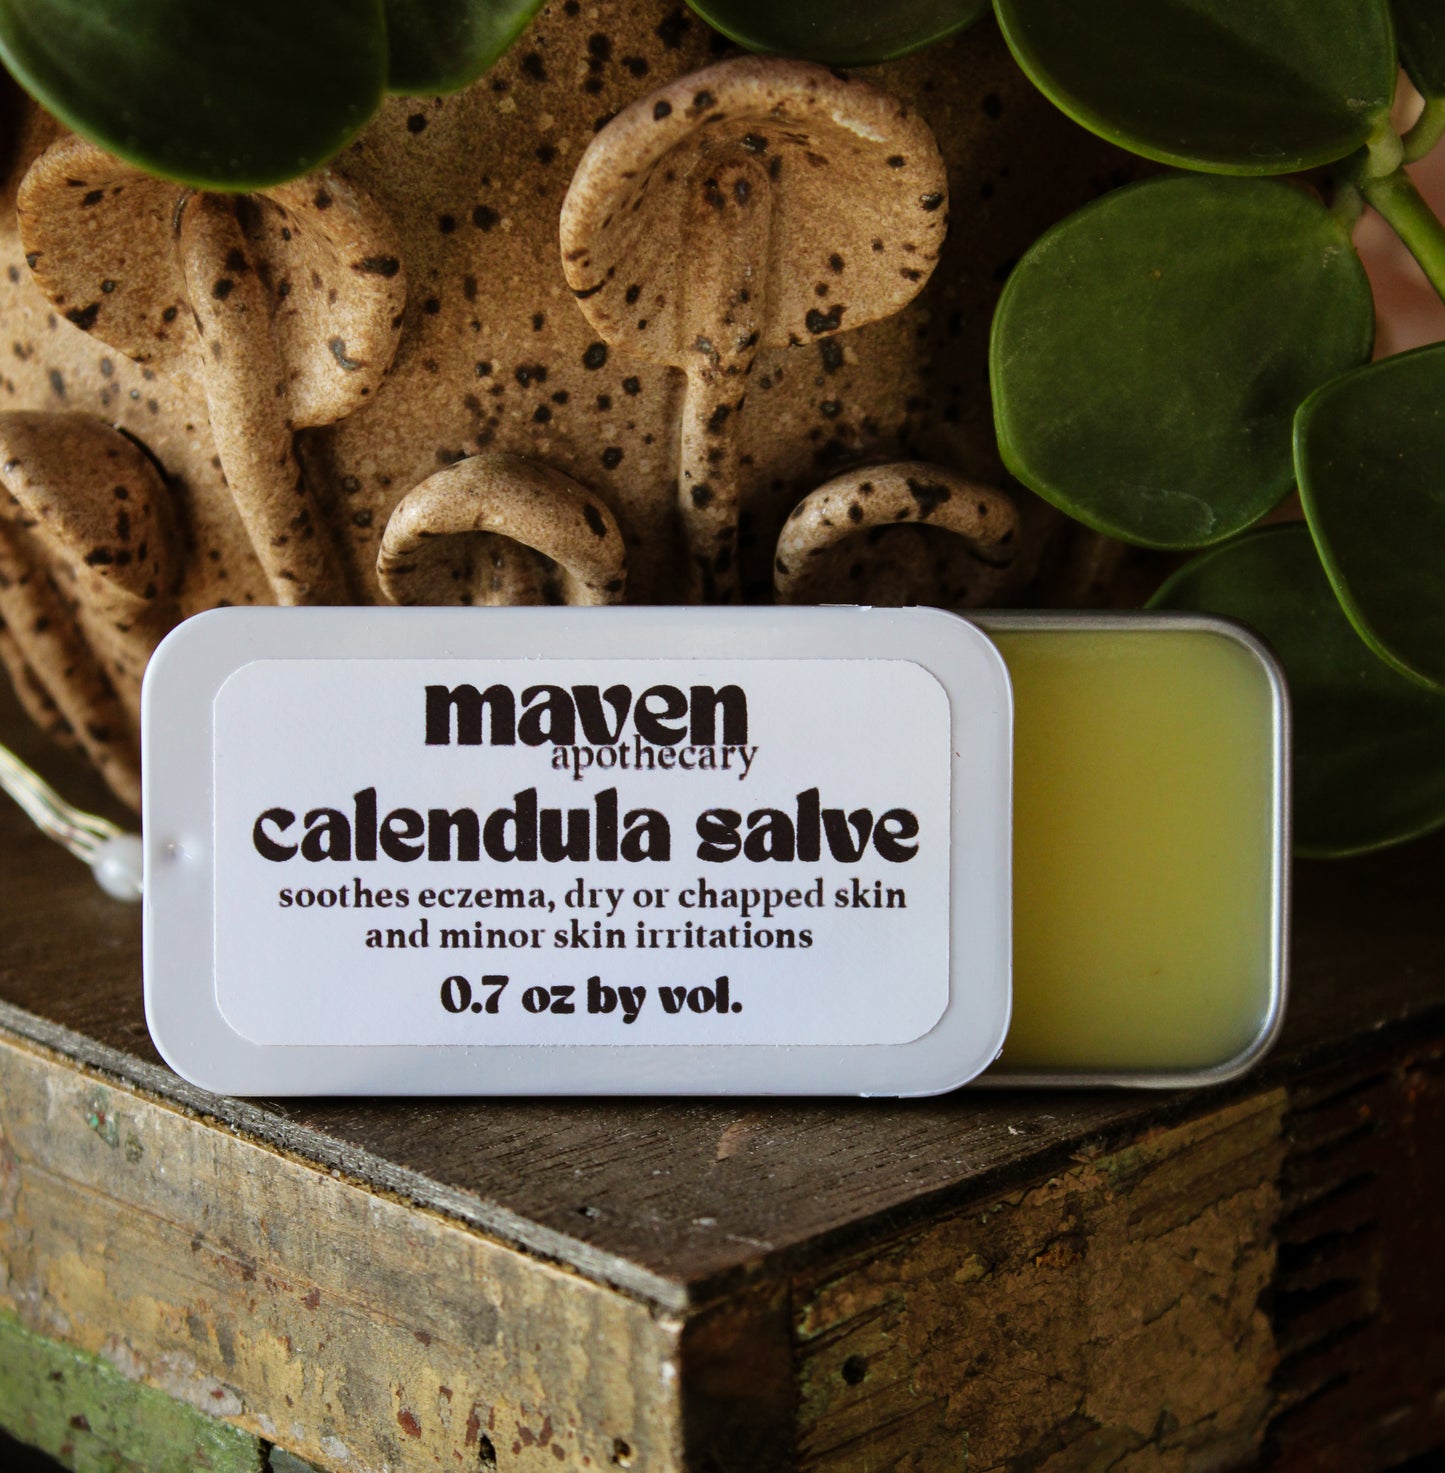 maven
apothecary
calendula salve
soothes eczema, dry or chapped skin
and minor skin irritations
0.7 oz by vol.